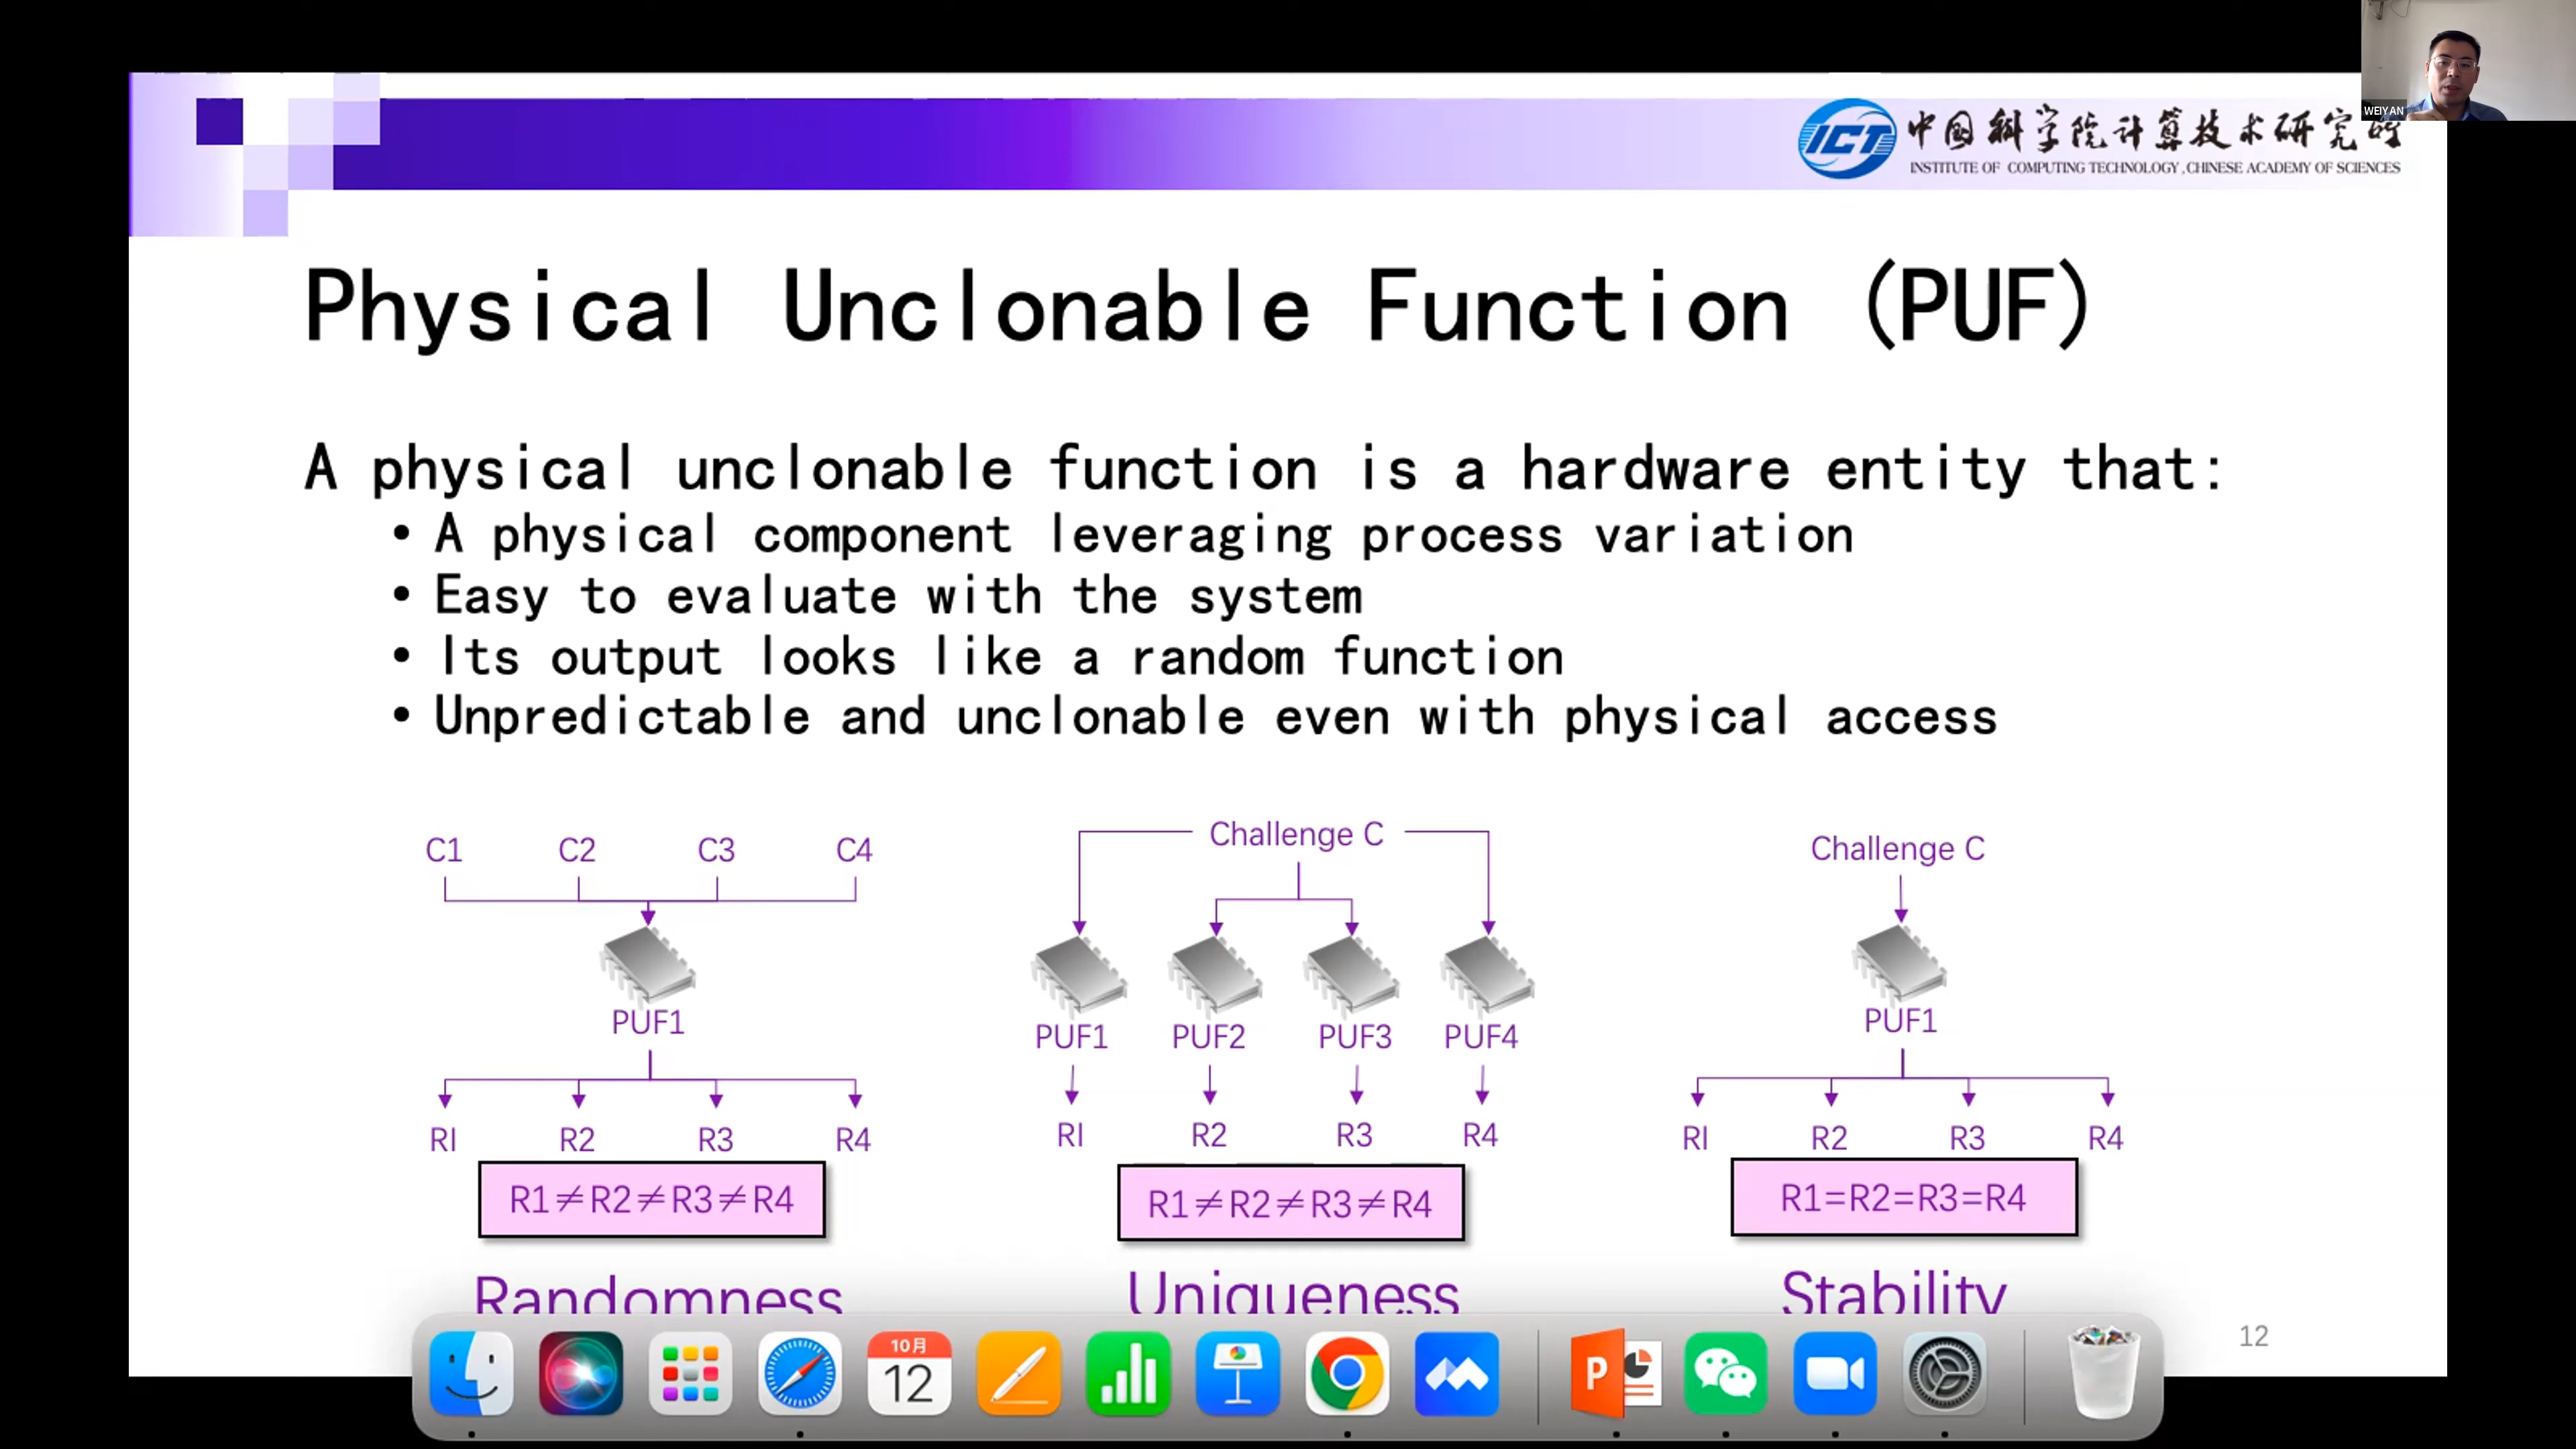 WEIYAN
ICT 中国科学院计算技术研究所
INSTITUTE OF COMPUTING TECHNOLOGY, CHINESE ACADEMY OF SCIENCES
Physical Unclonable Function (PUF)
A physical unclonable function is a hardware entity that:
• A physical component leveraging process variation
• Easy to evaluate with the system
• Its output looks like a random function
• Unpredictable and unclonable even with physical access
C1 C2 C3 C4
PUF1
RI R2 R3 R4
R1≠R2≠R3≠R4
Randomness
Challenge C
PUF1 PUF2 PUF3 PUF4
RI R2 R3 R4
R1≠R2≠R3≠R4
Uniqueness
Challenge C
PUF1
RI R2 R3 R4
R1=R2=R3=R4
Stability
12
10月
12
P